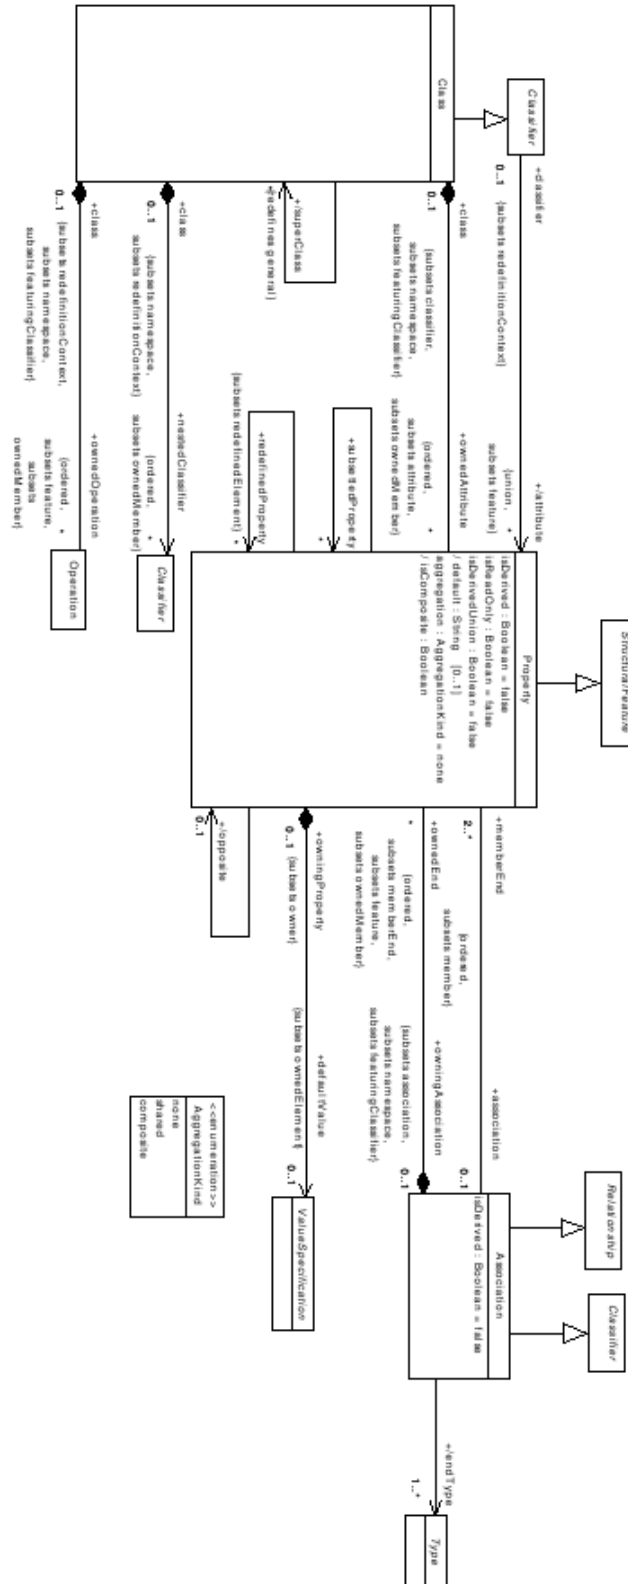 StructuralFeature
Classifier
Class
+classifier
0..1
{subsets redefinitionContext}
+/attribute
{union,
*
subsets feature}
+class
0..1
{subsets classifier,
subsets namespace,
subsets featuringClassifier}
+ownedAttribute
{ordered,
*
subsets attribute,
subsets ownedMember}
+/superClass
*
{redefines general}
+subsettedProperty
*
+redefinedProperty
{subsets redefinedElement}
*
+class
0..1
{subsets namespace,
subsets redefinitionContext}
+nestedClassifier
{ordered,
*
subsets ownedMember}
Classifier
+class
0..1
{subsets redefinitionContext,
subsets namespace,
subsets featuringClassifier}
+ownedOperation
{ordered,
*
subsets feature,
subsets
ownedMember}
Operation
Property
isDerived : Boolean = false
isReadOnly : Boolean = false
isDerivedUnion : Boolean = false
/ default : String [0..1]
aggregation : AggregationKind = none
/ isComposite : Boolean
+memberEnd
2..*
{ordered,
subsets member}
+association
0..1
+ownedEnd
*
{ordered,
subsets memberEnd,
subsets feature,
subsets ownedMember}
+owningAssociation
{subsets association,
0..1
subsets namespace,
subsets featuringClassifier}
+owningProperty
0..1
{subsets owner}
+defaultValue
{subsets ownedElement}
0..1
+/opposite
0..1
ValueSpecification
<<enumeration>>
AggregationKind
none
shared
composite
Relationship
Classifier
Association
isDerived : Boolean = false
+/endType
1..*
Type